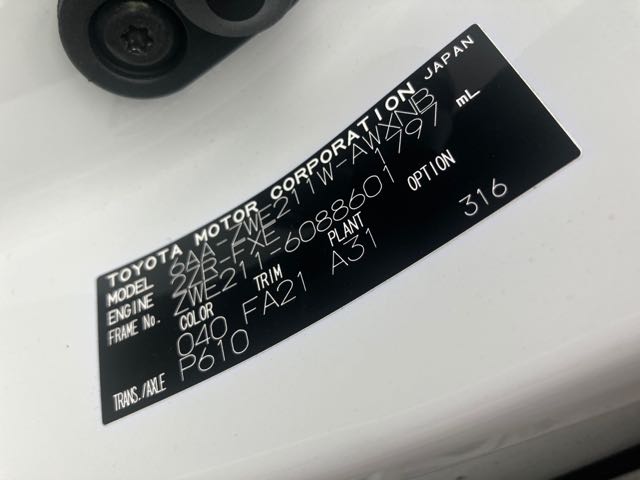 TOYOTA MOTOR CORPORATION JAPAN
MODEL 6AA-ZWE211W-AWXNB
ENGINE 2ZR-FXE 1797 mL
FRAME No. ZWE211-6088601
COLOR TRIM PLANT OPTION
040 FA21 A31 316
TRANS./AXLE P610